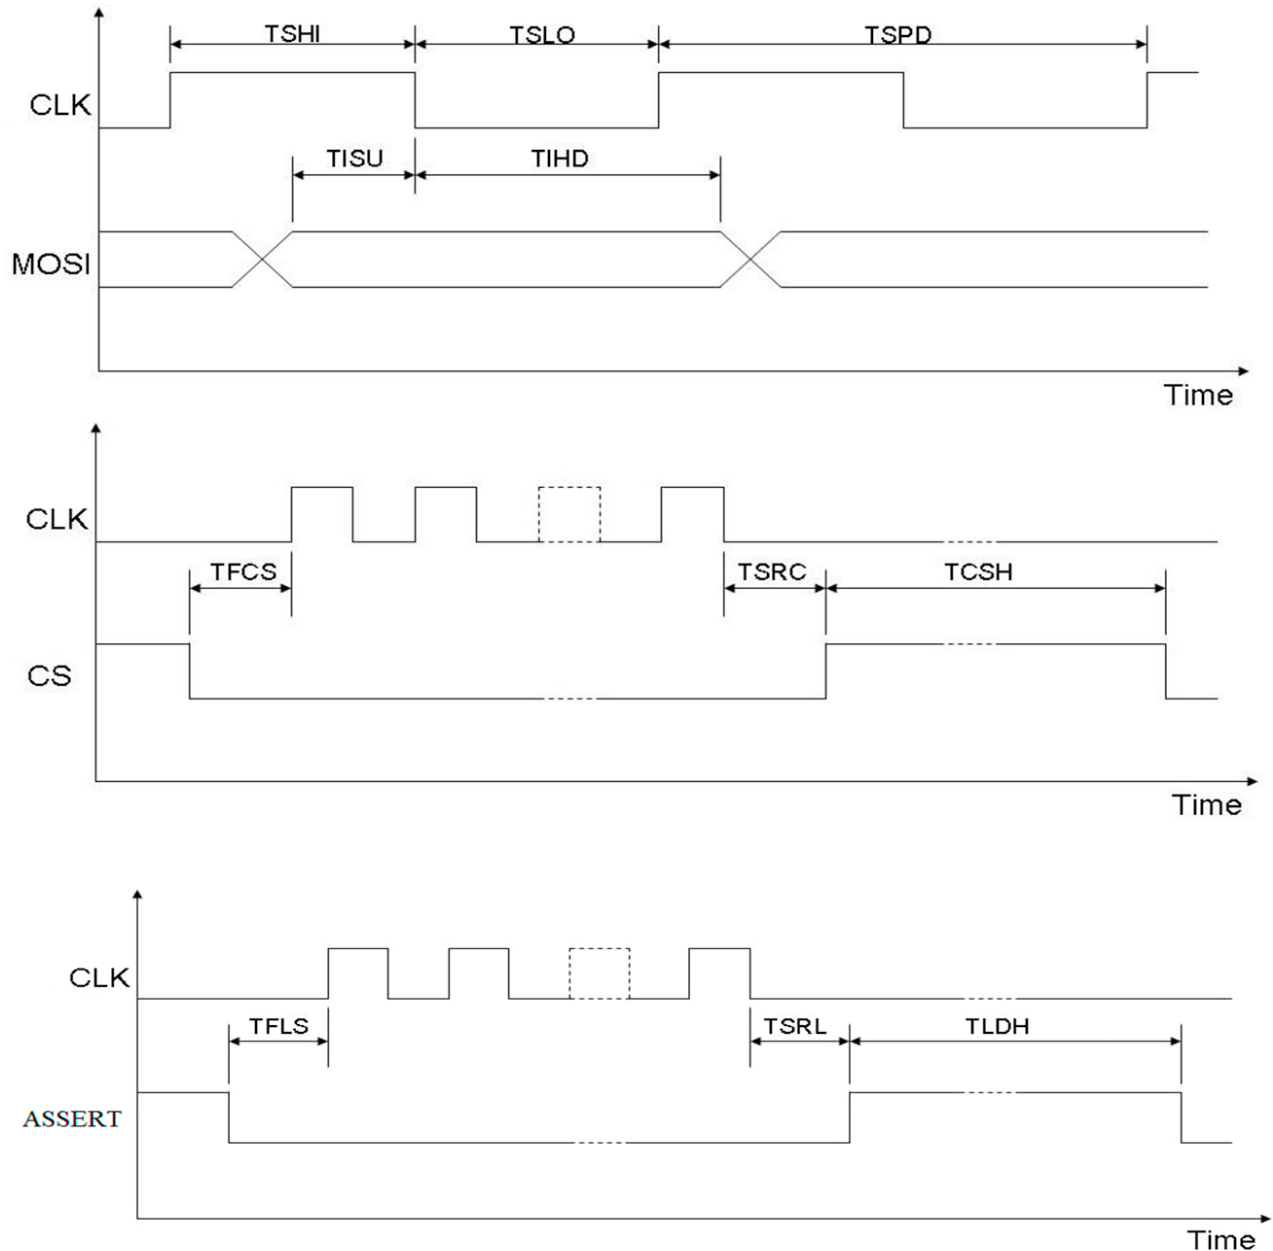 TSHI TSLO TSPD
CLK
TISU TIHD
MOSI
Time
CLK
TFCS TSRC TCSH
CS
Time
CLK
TFLS TSRL TLDH
ASSERT
Time